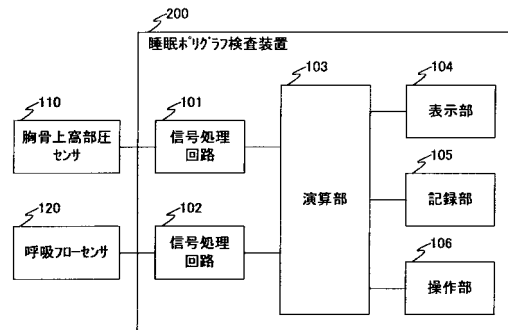 200
睡眠ポリグラフ検査装置
110
胸骨上窩部圧
センサ
101
信号処理
回路
103
演算部
104
表示部
105
記録部
120
呼吸フローセンサ
102
信号処理
回路
106
操作部